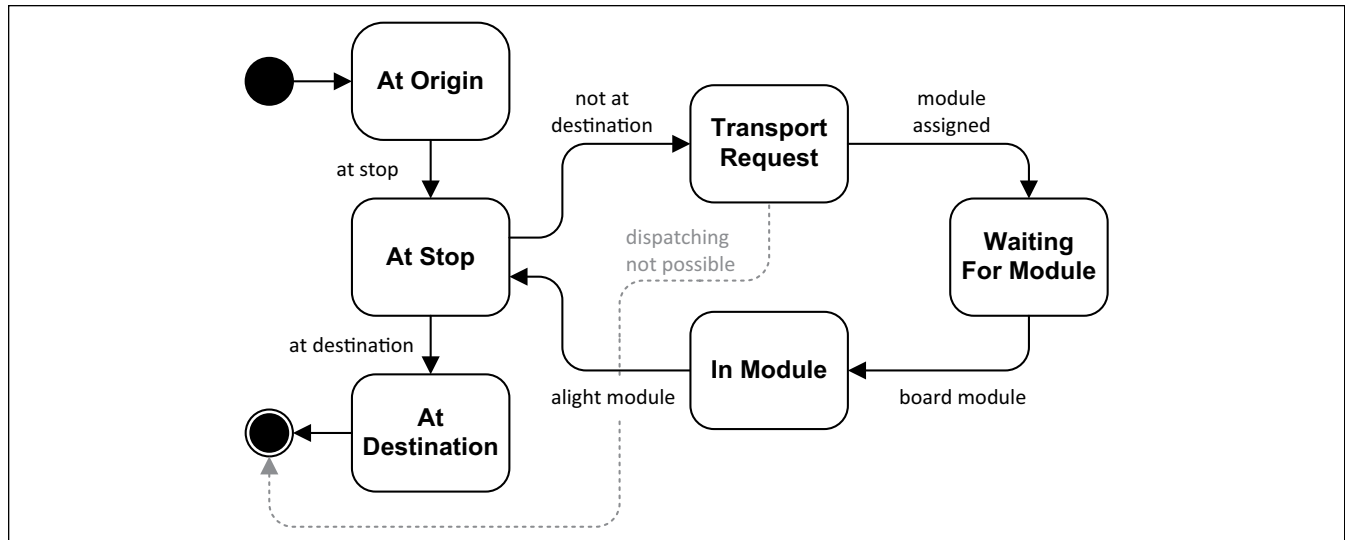 At Origin
at stop
not at
destination
Transport
Request
module
assigned
At Stop
dispatching
not possible
Waiting
For Module
at destination
In Module
alight module
board module
At
Destination